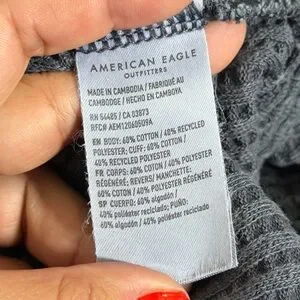 AMERICAN EAGLE
OUTFITTERS
MADE IN CAMBODIA / FABRIQUÉ AU
CAMBODGE / HECHO EN CAMBOYA
RN 54485 / CA 03873
RFC# AEM12060509A
EN BODY: 60% COTTON / 40% RECYCLED
POLYESTER; CUFF: 60% COTTON /
40% RECYCLED POLYESTER
FR CORPS: 60% COTON / 40% POLYESTER
RÉGÉNÉRÉ; REVERS/ MANCHETTE:
60% COTON / 40% POLYESTER RÉGÉNÉRÉ
SP CUERPO: 60% algodón /
40% poliéster reciclado; PUÑO:
60% algodón / 40% poliéster reciclado